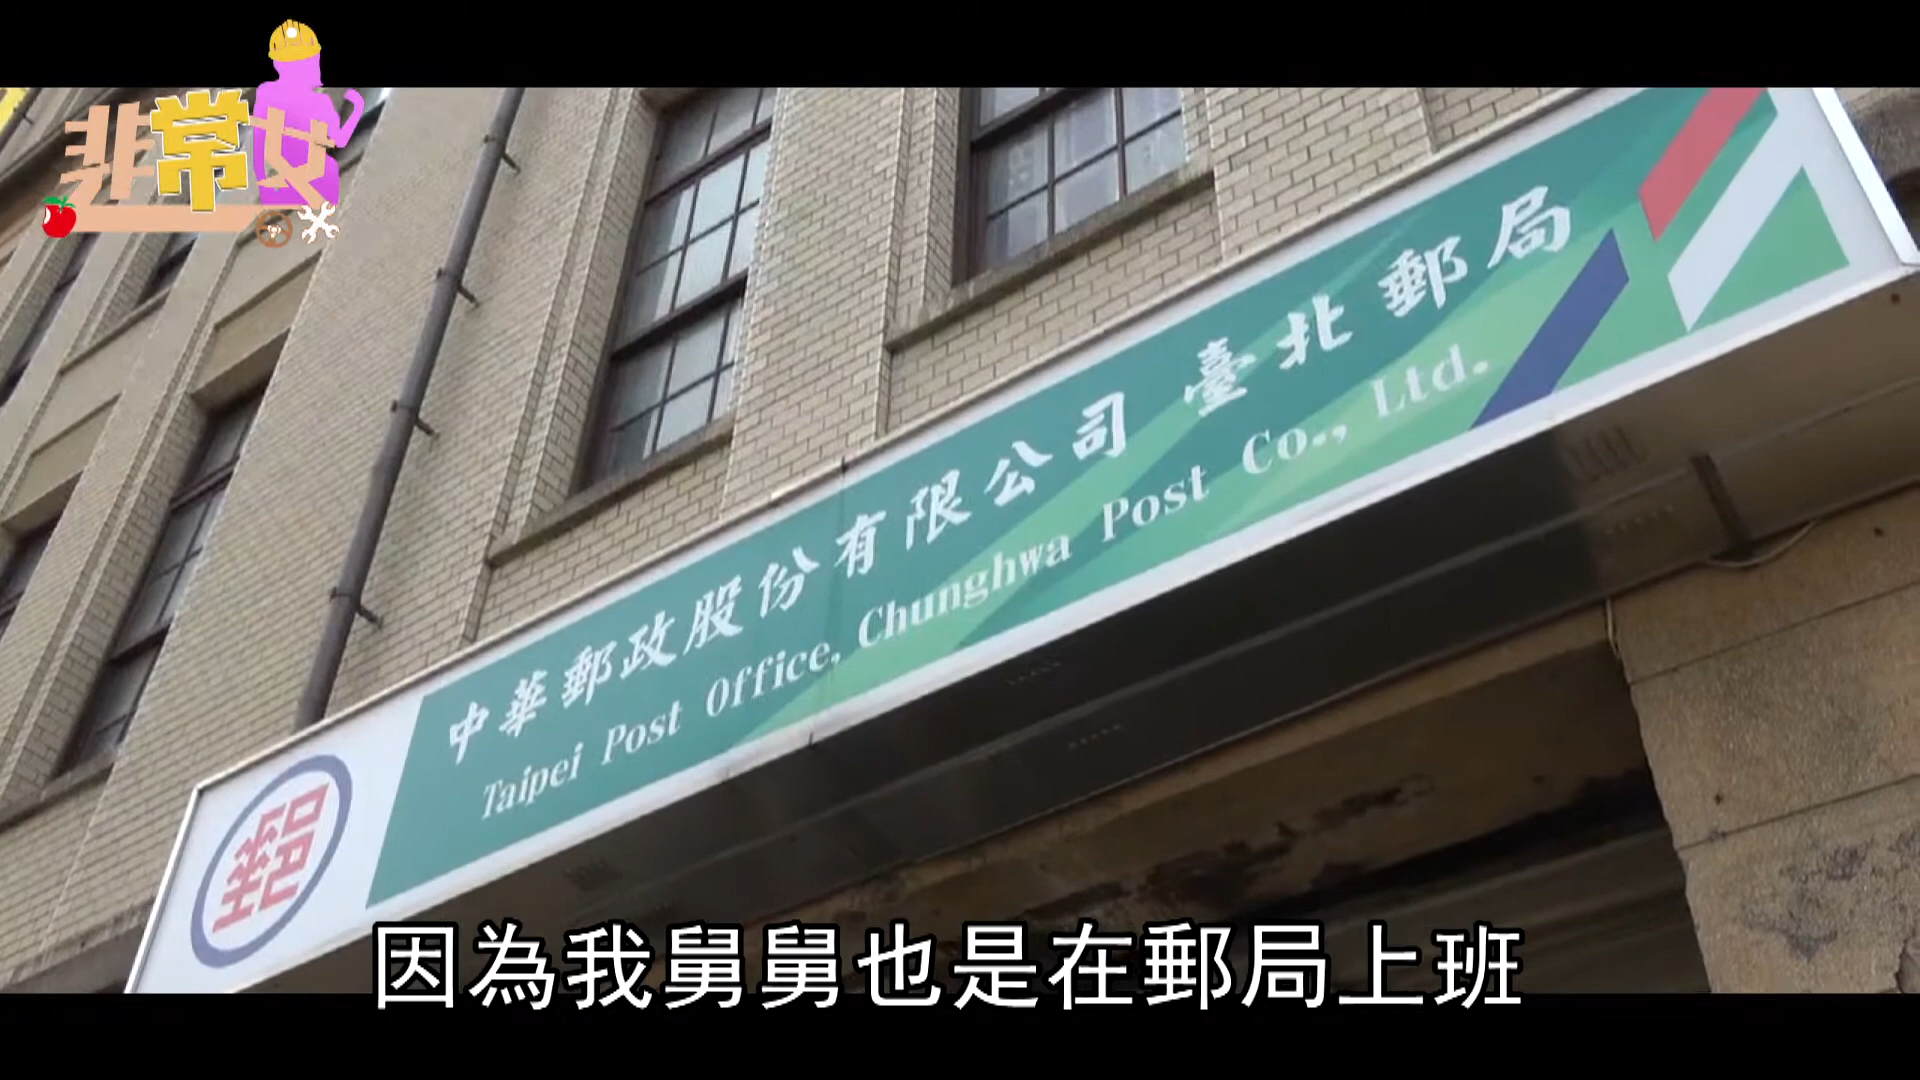 非常女
中華郵政股份有限公司 臺北郵局
Taipei Post Office, Chunghwa Post Co., Ltd.
郵
因為我舅舅也是在郵局上班